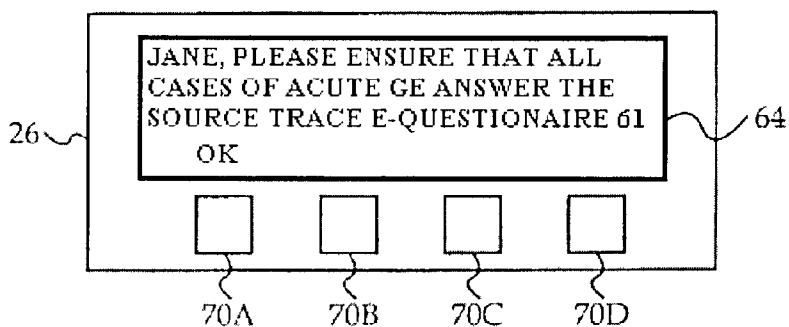 JANE, PLEASE ENSURE THAT ALL
CASES OF ACUTE GE ANSWER THE
SOURCE TRACE E-QUESTIONAIRE 61
OK
26
64
70A 70B 70C 70D